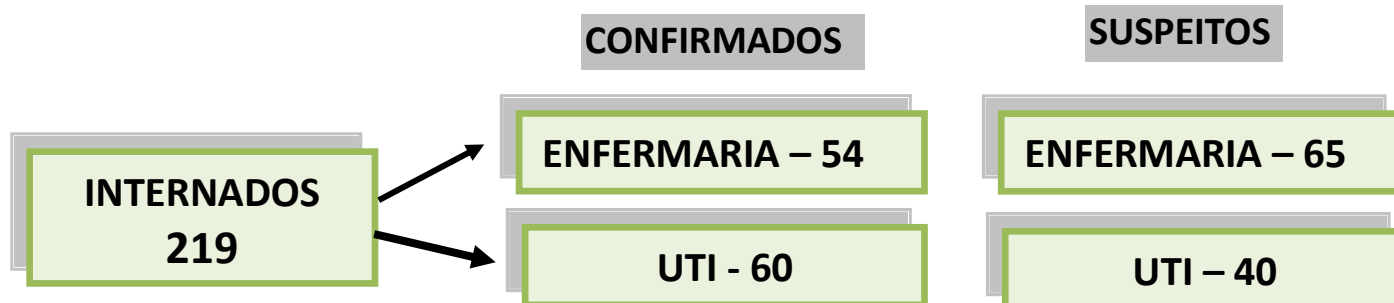 CONFIRMADOS
SUSPEITOS
INTERNADOS
219
ENFERMARIA – 54
ENFERMARIA – 65
UTI - 60
UTI – 40